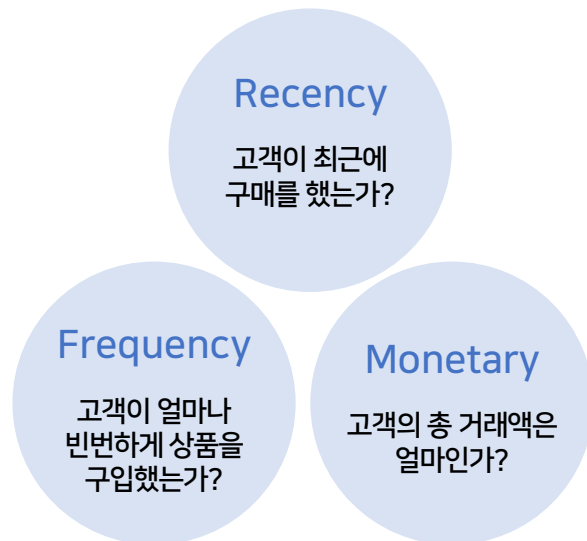 Recency
고객이 최근에
구매를 했는가?
Frequency
고객이 얼마나
빈번하게 상품을
구입했는가?
Monetary
고객의 총 거래액은
얼마인가?